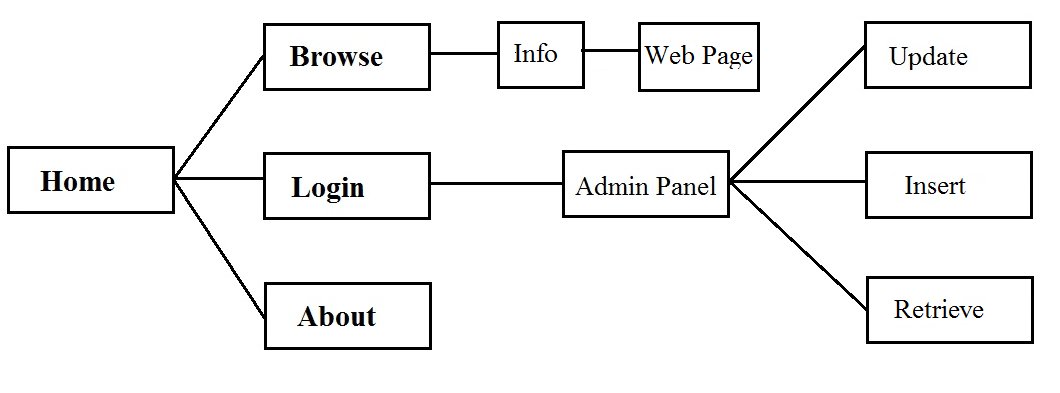 Browse
Info
Web Page
Update
Home
Login
Admin Panel
Insert
About
Retrieve